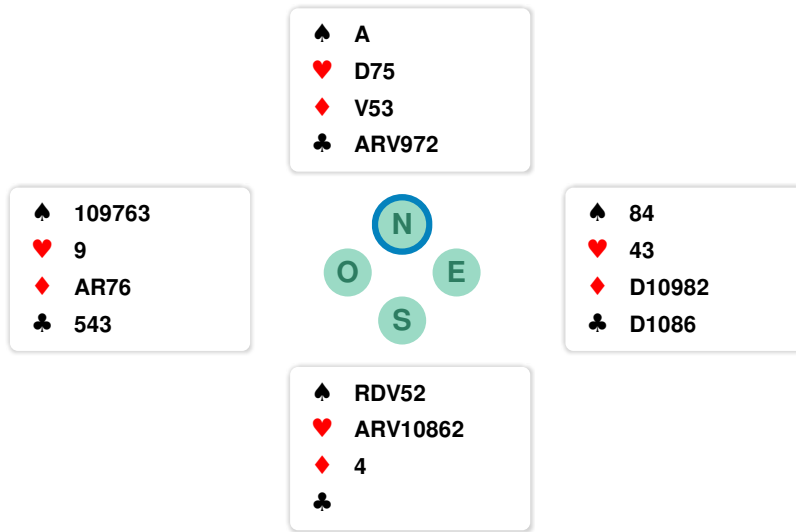 ♠ A
♥ D75
♦ V53
♣ ARV972
♠ 109763
♥ 9
♦ AR76
♣ 543
N
O E
S
♠ 84
♥ 43
♦ D10982
♣ D1086
♠ RDV52
♥ ARV10862
♦ 4
♣